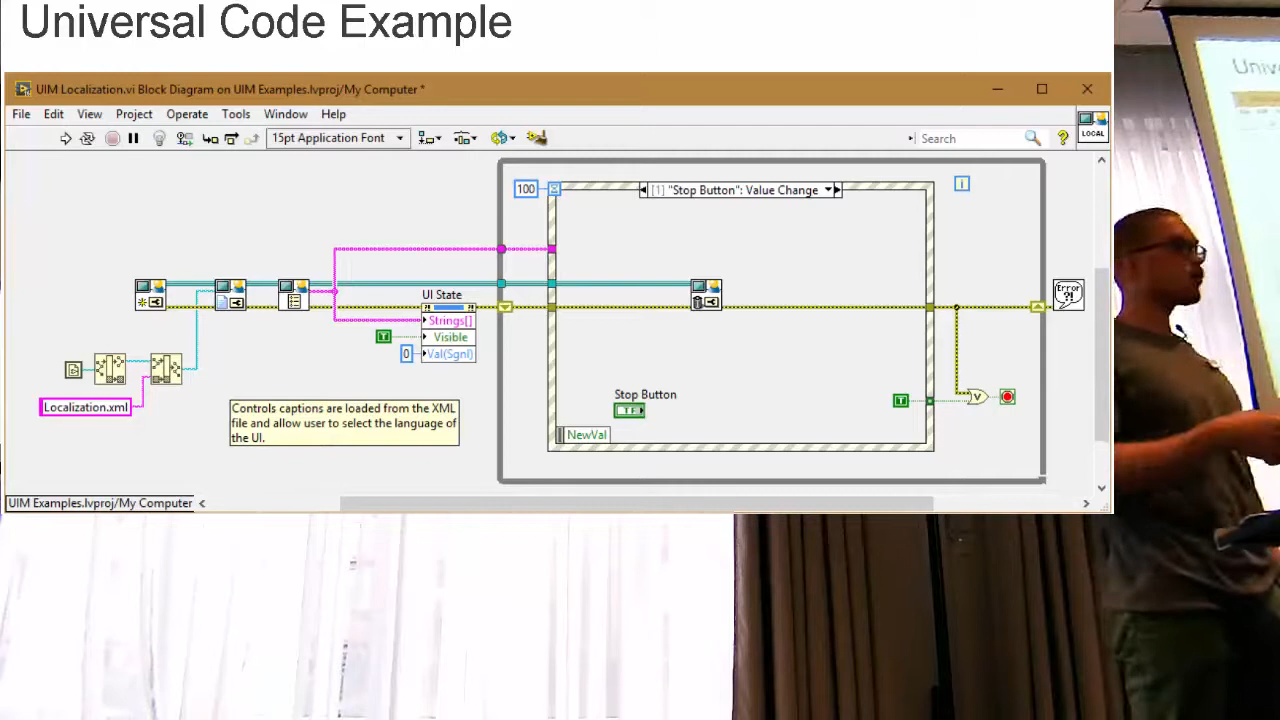 Universal Code Example
UIM Localization.vi Block Diagram on UIM Examples.lvproj/My Computer *
File Edit View Project Operate Tools Window Help
15pt Application Font
Search
?
LOCAL
100
[1] "Stop Button": Value Change
i
UI State
Strings[]
T
Visible
0
Val(Sgnl)
Error
?!
Localization.xml
Controls captions are loaded from the XML
file and allow user to select the language of
the UI.
Stop Button
TF
NewVal
T
V
UIM Examples.lvproj/My Computer